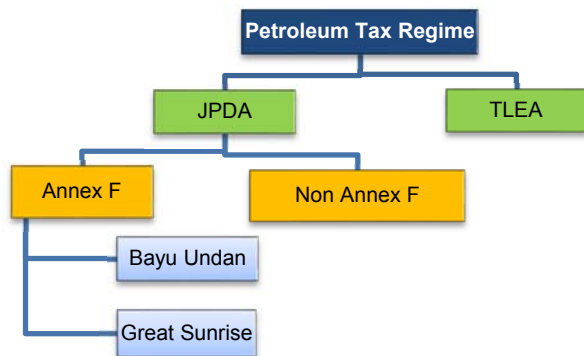 Petroleum Tax Regime
JPDA
TLEA
Annex F
Non Annex F
Bayu Undan
Great Sunrise